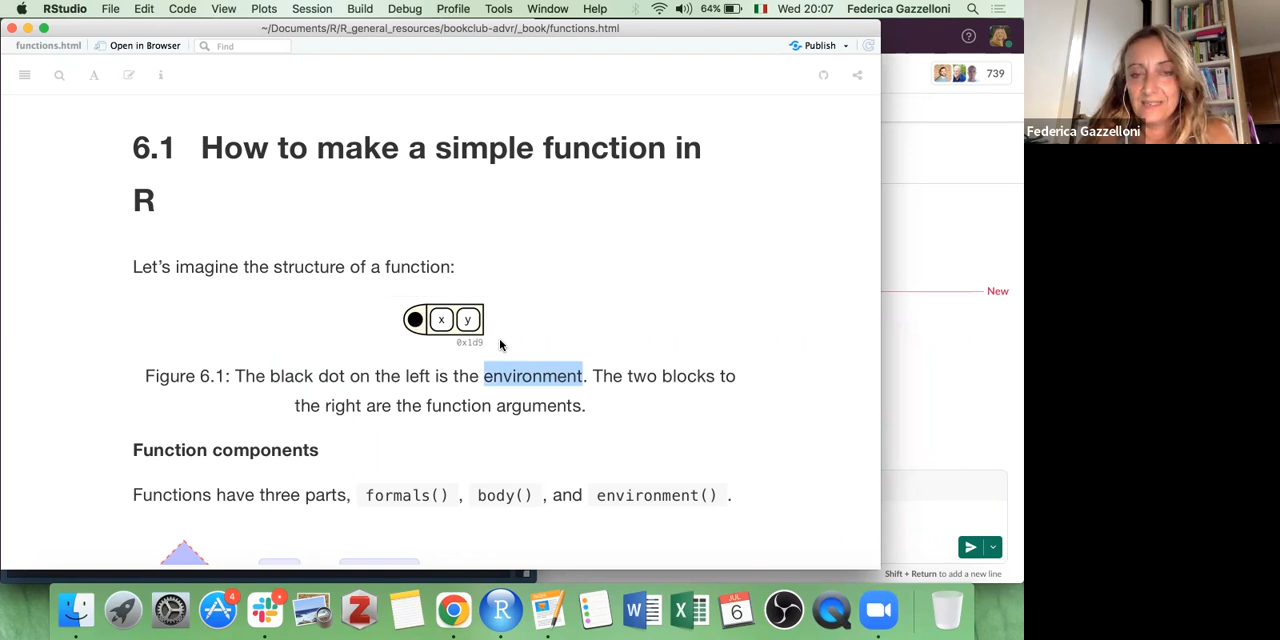 RStudio File Edit Code View Plots Session Build Debug Profile Tools Window Help 64% Wed 20:07 Federica Gazzelloni
~/Documents/R/R_general_resources/bookclub-advr/_book/functions.html
functions.html Open in Browser Find Publish
739
Federica Gazzelloni
6.1 How to make a simple function in
R
Let's imagine the structure of a function:
New
x y
0x1d9
Figure 6.1: The black dot on the left is the environment. The two blocks to
the right are the function arguments.
Function components
Functions have three parts, formals() , body() , and environment() .
Shift + Return to add a new line
4
W X JUL 6
R Z